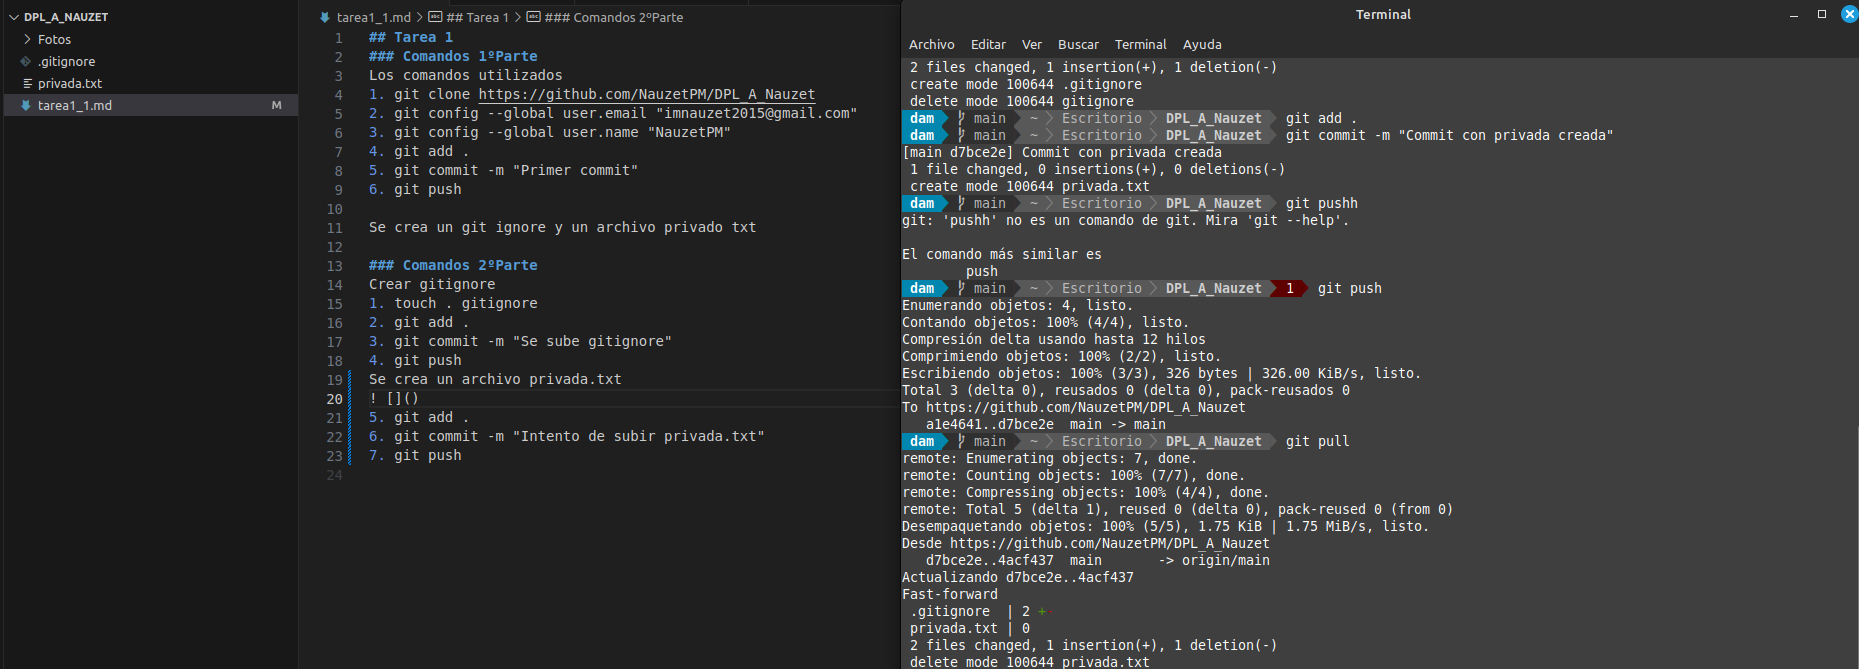 DPL_A_NAUZET
Fotos
.gitignore
privada.txt
tarea1_1.md M
tarea1_1.md > ## Tarea 1 > ### Comandos 2ºParte
1 ## Tarea 1
2 ### Comandos 1ºParte
3 Los comandos utilizados
4 1. git clone https://github.com/NauzetPM/DPL_A_Nauzet
5 2. git config --global user.email "imnauzet2015@gmail.com"
6 3. git config --global user.name "NauzetPM"
7 4. git add .
8 5. git commit -m "Primer commit"
9 6. git push
10
11 Se crea un git ignore y un archivo privado txt
12
13 ### Comandos 2ºParte
14 Crear gitignore
15 1. touch . gitignore
16 2. git add .
17 3. git commit -m "Se sube gitignore"
18 4. git push
19 Se crea un archivo privada.txt
20 ! []()
21 5. git add .
22 6. git commit -m "Intento de subir privada.txt"
23 7. git push
24
Terminal
Archivo Editar Ver Buscar Terminal Ayuda
2 files changed, 1 insertion(+), 1 deletion(-)
create mode 100644 .gitignore
delete mode 100644 gitignore
dam main ~ Escritorio DPL_A_Nauzet git add .
dam main ~ Escritorio DPL_A_Nauzet git commit -m "Commit con privada creada"
[main d7bce2e] Commit con privada creada
1 file changed, 0 insertions(+), 0 deletions(-)
create mode 100644 privada.txt
dam main ~ Escritorio DPL_A_Nauzet git pushh
git: 'pushh' no es un comando de git. Mira 'git --help'.
El comando más similar es
push
dam main ~ Escritorio DPL_A_Nauzet 1 git push
Enumerando objetos: 4, listo.
Contando objetos: 100% (4/4), listo.
Compresión delta usando hasta 12 hilos
Comprimiendo objetos: 100% (2/2), listo.
Escribiendo objetos: 100% (3/3), 326 bytes | 326.00 KiB/s, listo.
Total 3 (delta 0), reusados 0 (delta 0), pack-reusados 0
To https://github.com/NauzetPM/DPL_A_Nauzet
a1e4641..d7bce2e main -> main
dam main ~ Escritorio DPL_A_Nauzet git pull
remote: Enumerating objects: 7, done.
remote: Counting objects: 100% (7/7), done.
remote: Compressing objects: 100% (4/4), done.
remote: Total 5 (delta 1), reused 0 (delta 0), pack-reused 0 (from 0)
Desempaquetando objetos: 100% (5/5), 1.75 KiB | 1.75 MiB/s, listo.
Desde https://github.com/NauzetPM/DPL_A_Nauzet
d7bce2e..4acf437 main -> origin/main
Actualizando d7bce2e..4acf437
Fast-forward
.gitignore | 2 +
privada.txt | 0
2 files changed, 1 insertion(+), 1 deletion(-)
delete mode 100644 privada.txt